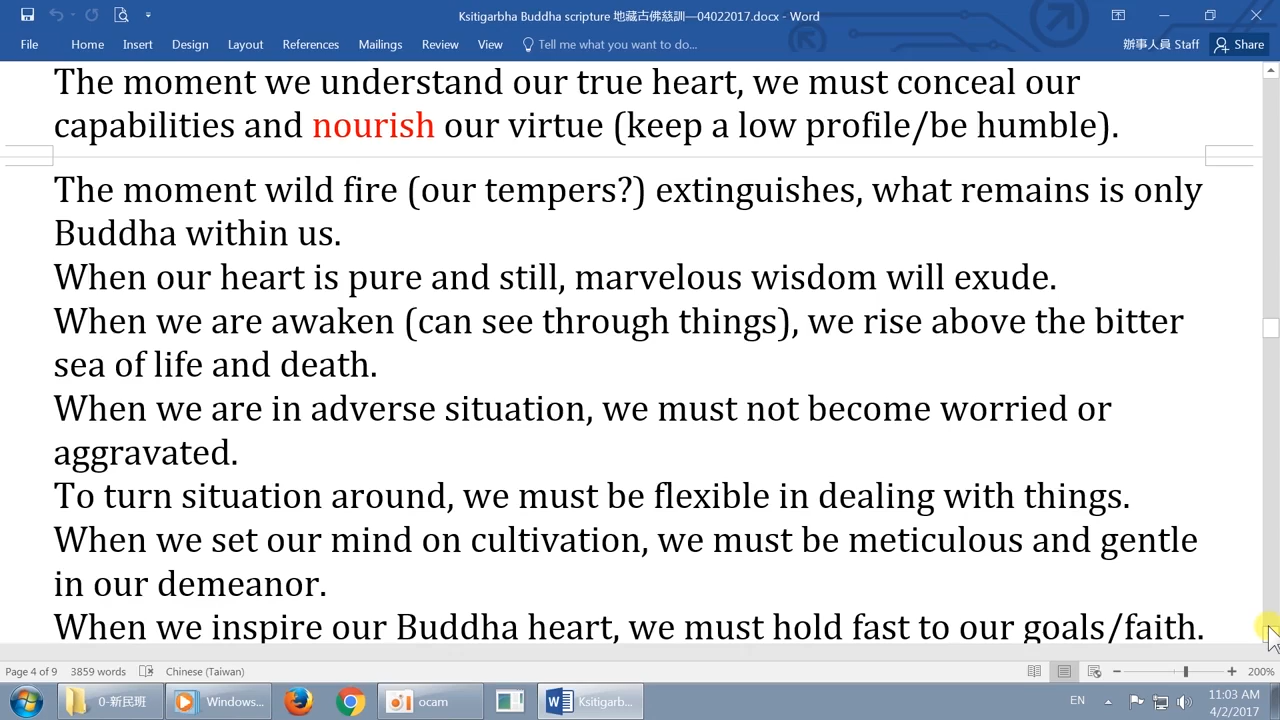 Ksitigarbha Buddha scripture 地藏古佛慈訓—04022017.docx - Word
File Home Insert Design Layout References Mailings Review View Tell me what you want to do... 辦事人員 Staff Share
The moment we understand our true heart, we must conceal our
capabilities and nourish our virtue (keep a low profile/be humble).
The moment wild fire (our tempers?) extinguishes, what remains is only
Buddha within us.
When our heart is pure and still, marvelous wisdom will exude.
When we are awaken (can see through things), we rise above the bitter
sea of life and death.
When we are in adverse situation, we must not become worried or
aggravated.
To turn situation around, we must be flexible in dealing with things.
When we set our mind on cultivation, we must be meticulous and gentle
in our demeanor.
When we inspire our Buddha heart, we must hold fast to our goals/faith.
Page 4 of 9 3859 words Chinese (Taiwan) 200%
0-新民班 Windows... ocam Ksitigarb... EN 11:03 AM
4/2/2017